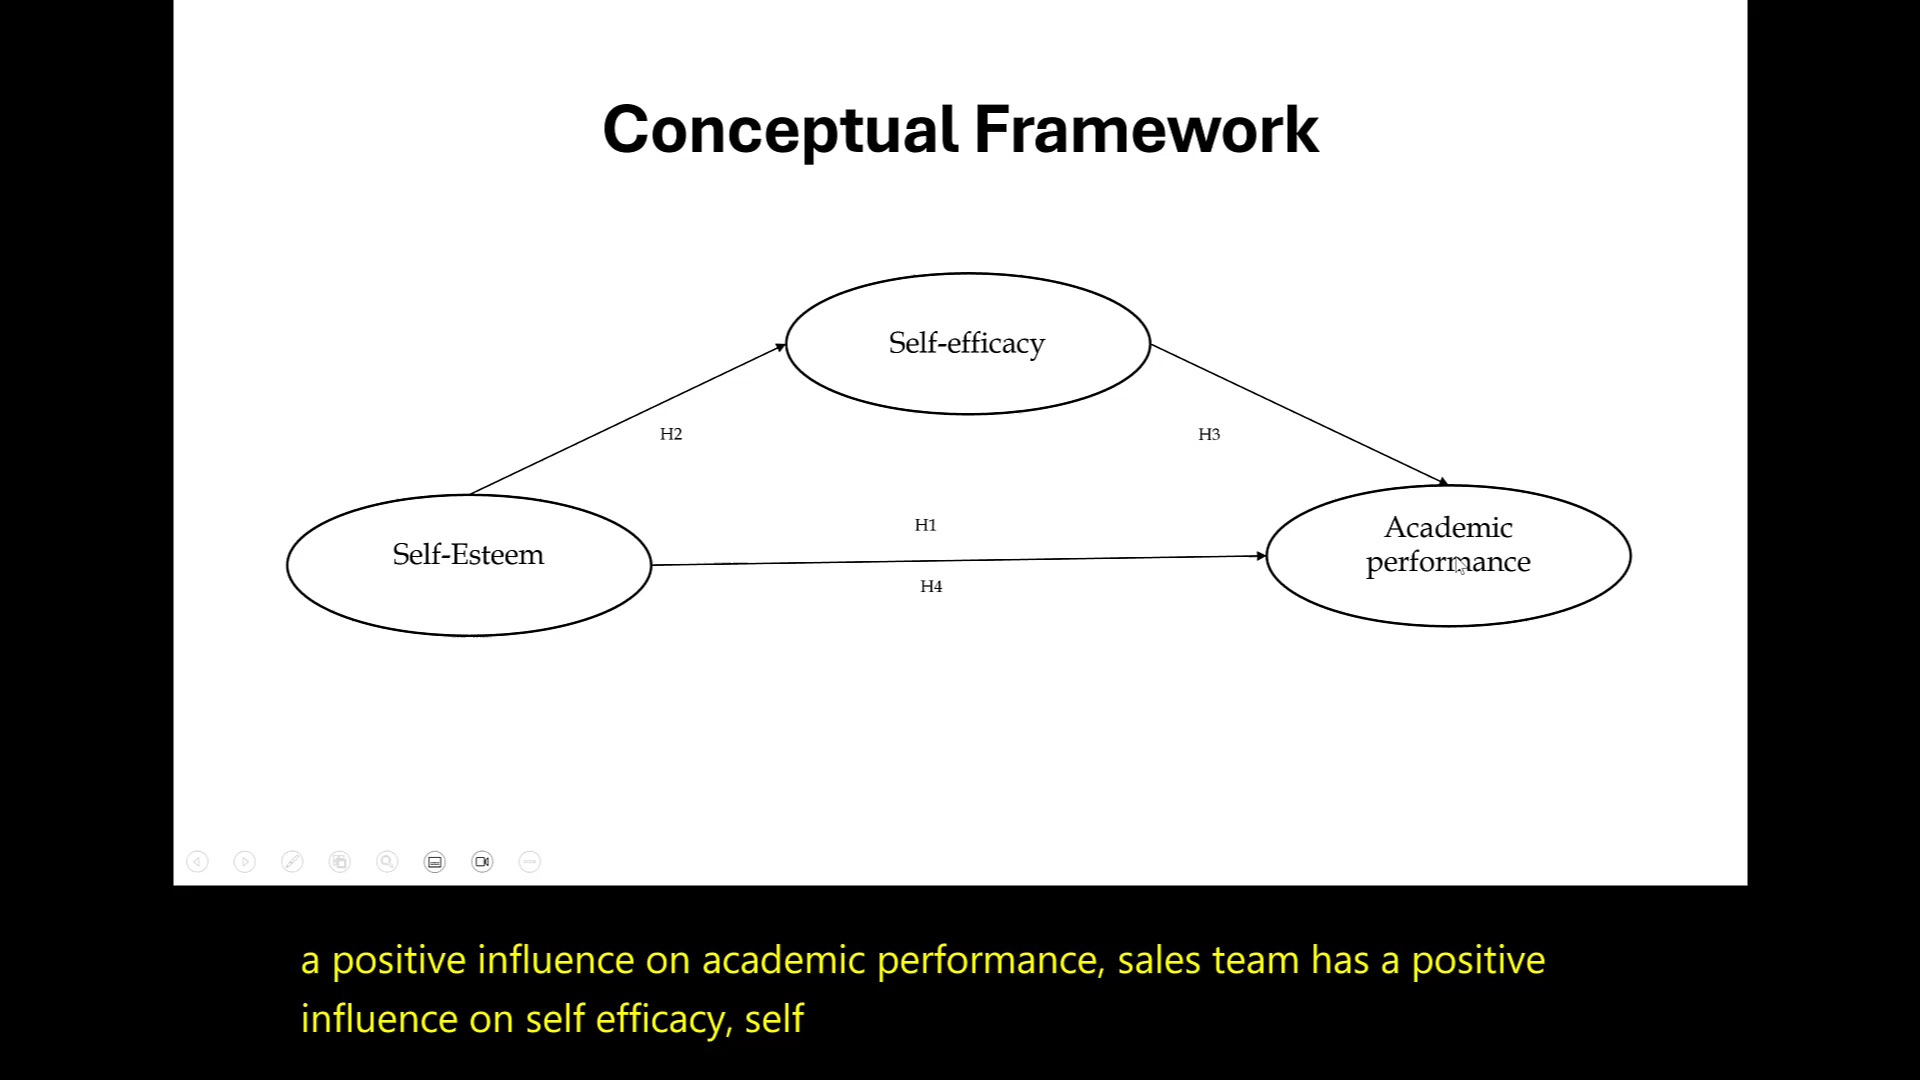 Conceptual Framework
Self-efficacy
H2
H3
H1
Self-Esteem
Academic
performance
H4
a positive influence on academic performance, sales team has a positive
influence on self efficacy, self